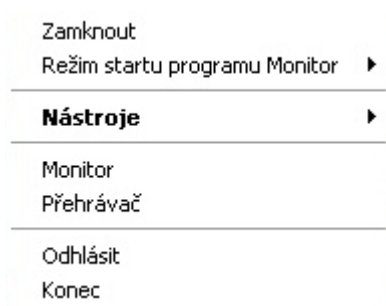 Zamknout
Režim startu programu Monitor
Nástroje
Monitor
Přehrávač
Odhlásit
Konec